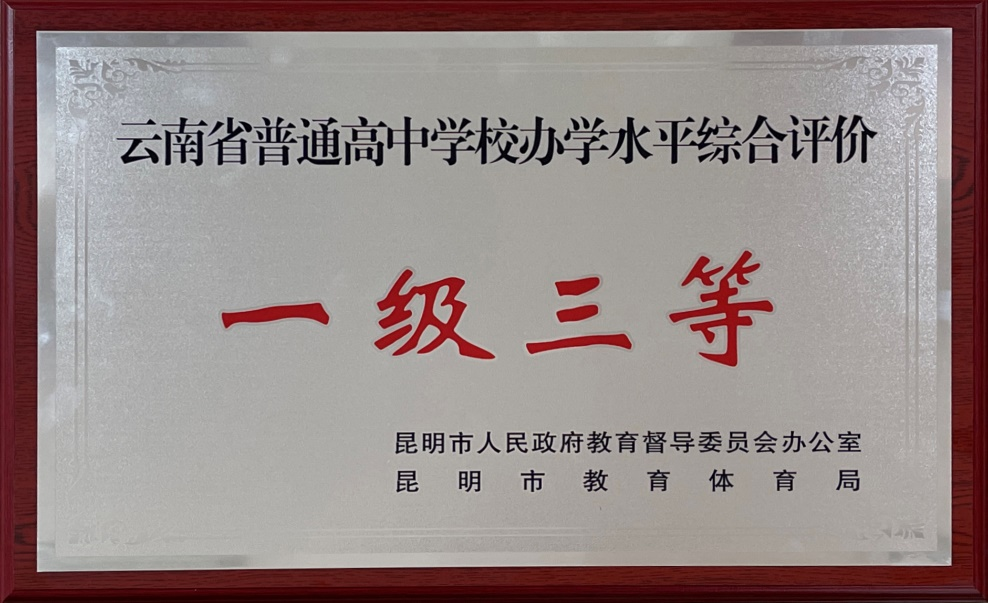 云南省普通高中学校办学水平综合评价
一级三等
昆明市人民政府教育督导委员会办公室
昆明市教育体育局